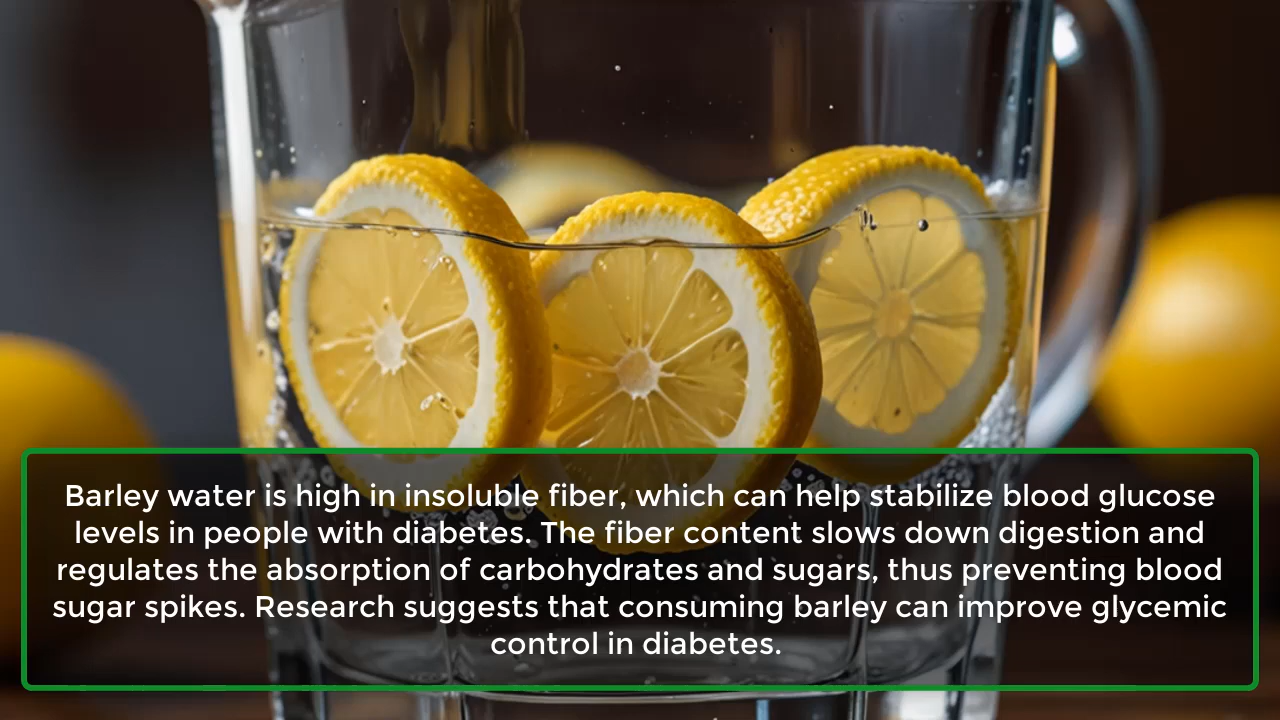 Barley water is high in insoluble fiber, which can help stabilize blood glucose
levels in people with diabetes. The fiber content slows down digestion and
regulates the absorption of carbohydrates and sugars, thus preventing blood
sugar spikes. Research suggests that consuming barley can improve glycemic
control in diabetes.